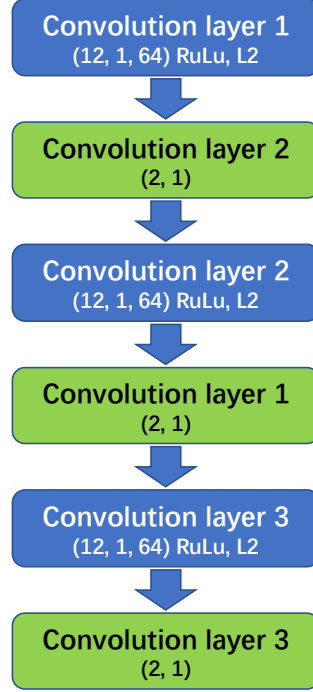 Convolution layer 1
(12, 1, 64) RuLu, L2
Convolution layer 2
(2, 1)
Convolution layer 2
(12, 1, 64) RuLu, L2
Convolution layer 1
(2, 1)
Convolution layer 3
(12, 1, 64) RuLu, L2
Convolution layer 3
(2, 1)